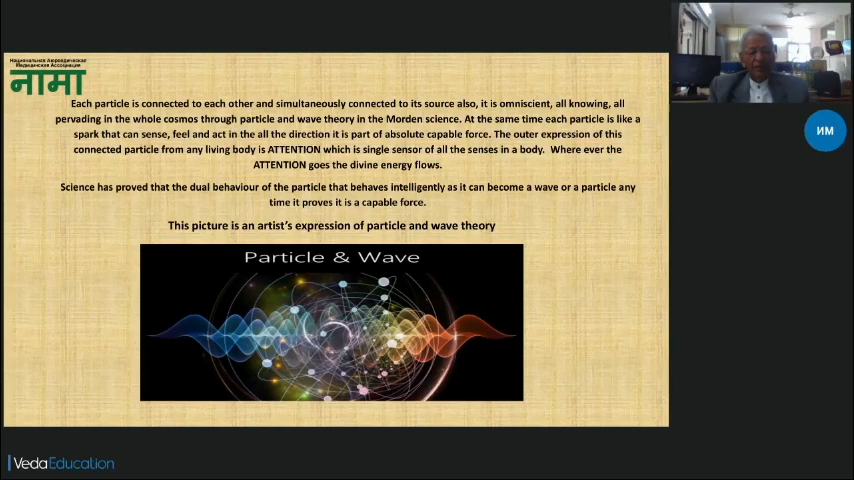 Национальная Аюрведическая
Медицинская Ассоциация
नामा
Each particle is connected to each other and simultaneously connected to its source also, it is omniscient, all knowing, all
pervading in the whole cosmos through particle and wave theory in the Morden science. At the same time each particle is like a
spark that can sense, feel and act in the all the direction it is part of absolute capable force. The outer expression of this
connected particle from any living body is ATTENTION which is single sensor of all the senses in a body.  Where ever the
ATTENTION goes the divine energy flows.
Science has proved that the dual behaviour of the particle that behaves intelligently as it can become a wave or a particle any
time it proves it is a capable force.
This picture is an artist's expression of particle and wave theory
Particle & Wave
ИМ
VedaEducation